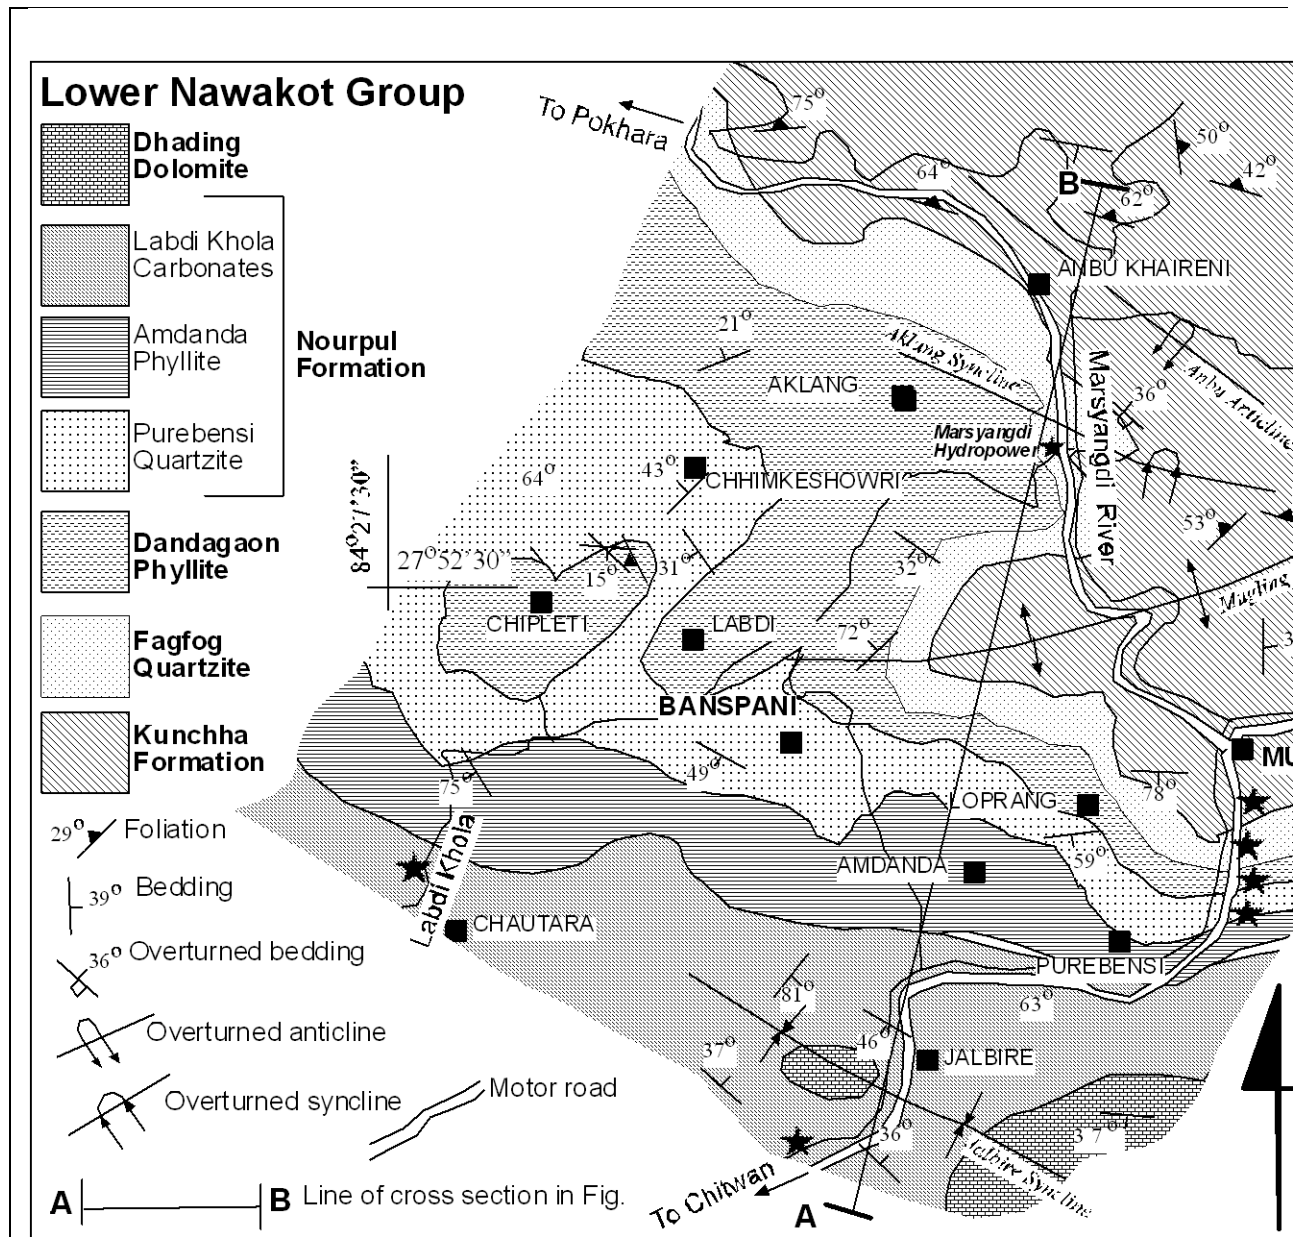 Lower Nawakot Group
Dhading
Dolomite
Labdi Khola
Carbonates
Amdanda
Phyllite
Nourpul
Formation
Purebensi
Quartzite
Dandagaon
Phyllite
Fagfog
Quartzite
Kunchha
Formation
29° Foliation
39° Bedding
36° Overturned bedding
Overturned anticline
Overturned syncline
Motor road
A B Line of cross section in Fig.
To Pokhara
75°
50°
64°
B
62°
42°
ANBU KHAIRENI
21°
Aklang Syncline
AKLANG
Marsyangdi River
36°
Anbu Anticline
Marsyangdi
Hydropower
64°
43°
CHHIMKESHOWRI
84°27'30"
27°52'30"
53°
15°
31°
32°
Mugling
CHIPLETI
LABDI
72°
3
BANSPANI
MU
49°
75°
LOPRANG
78°
Labdi Khola
59°
AMDANDA
CHAUTARA
PUREBENSI
81°
63°
37°
46°
JALBIRE
36°
37°
Jalbire Syncline
To Chitwan
A